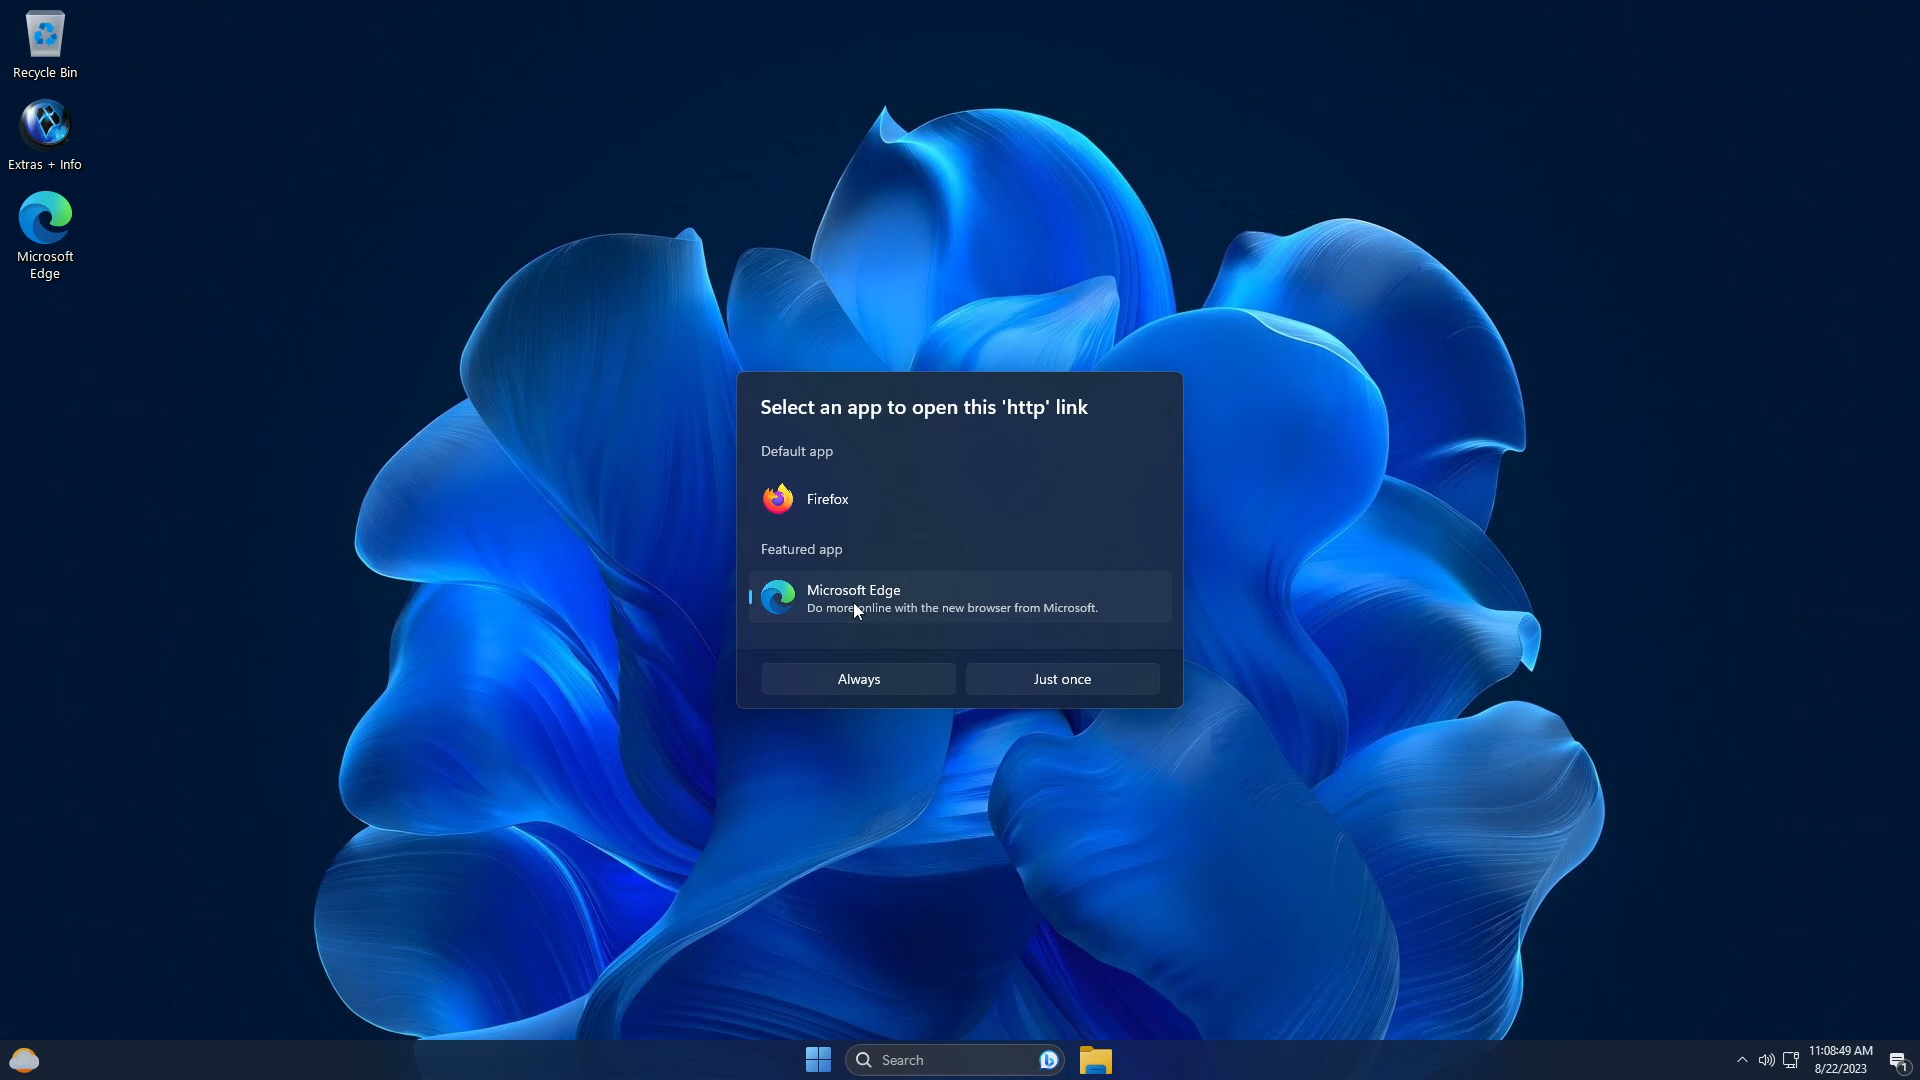 Recycle Bin
Extras + Info
Microsoft
Edge
Select an app to open this 'http' link
Default app
Firefox
Featured app
Microsoft Edge
Do more online with the new browser from Microsoft.
Always
Just once
Search
11:08:49 AM
8/22/2023
1